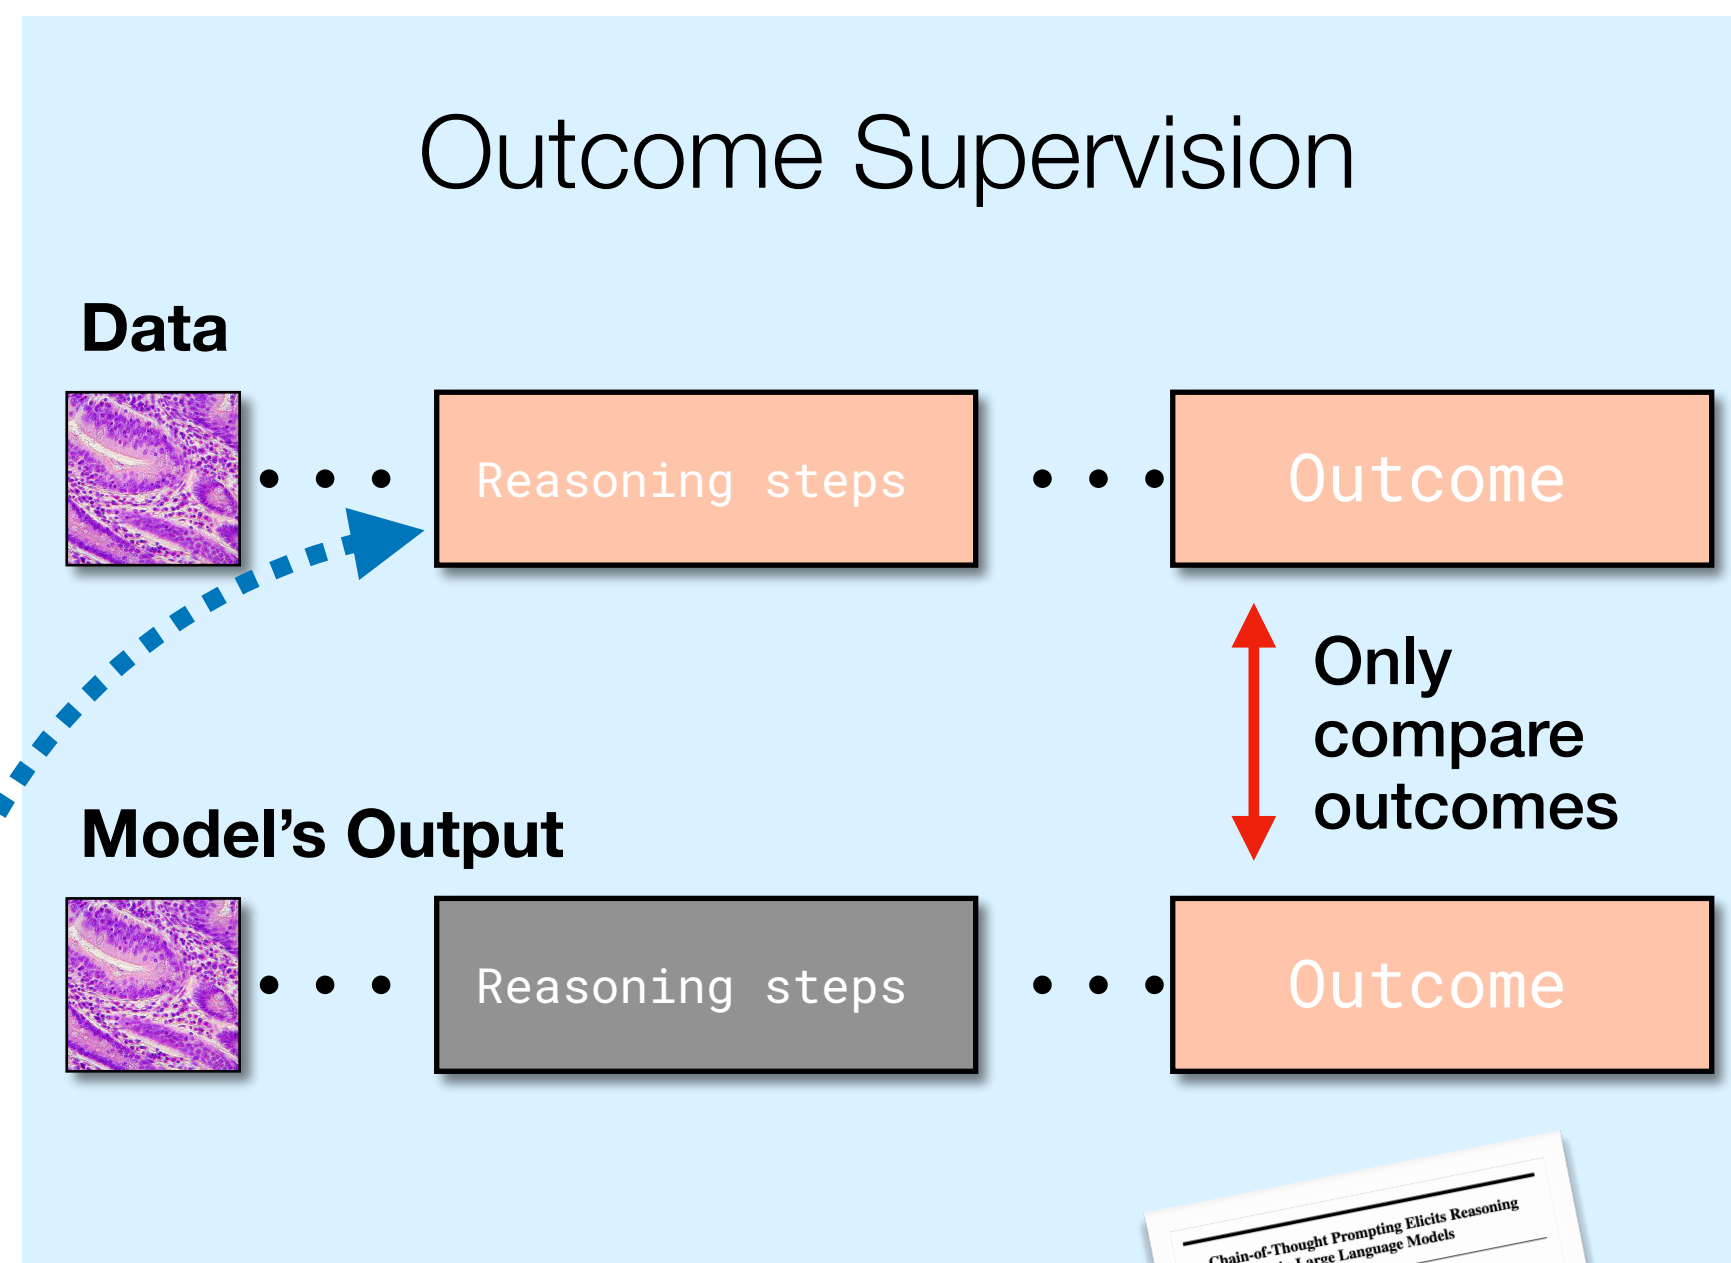 Outcome Supervision
Data
Reasoning steps
Outcome
Only
compare
outcomes
Model's Output
Reasoning steps
Outcome
Chain-of-Thought Prompting Elicits Reasoning
in Large Language Models